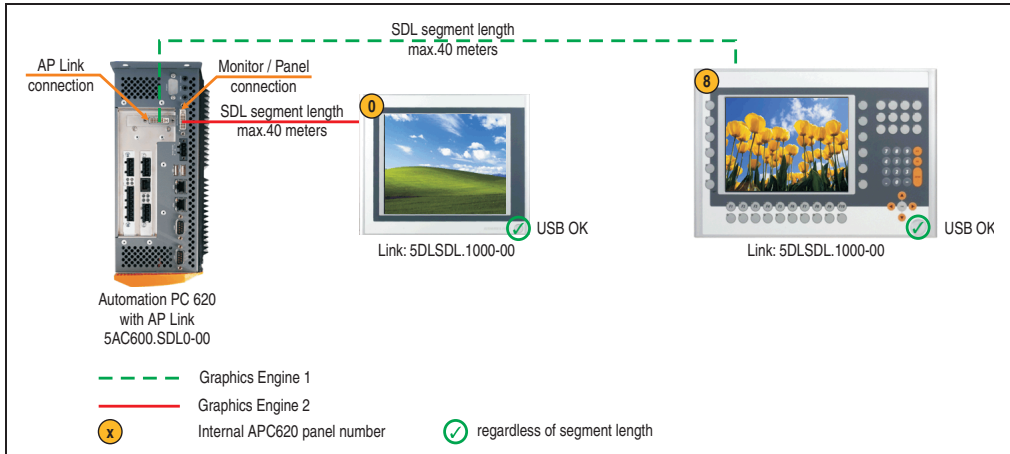 SDL segment length
max.40 meters
AP Link
connection
Monitor / Panel
connection
SDL segment length
max.40 meters
0
8
USB OK
USB OK
Link: 5DLSDL.1000-00
Link: 5DLSDL.1000-00
Automation PC 620
with AP Link
5AC600.SDL0-00
Graphics Engine 1
Graphics Engine 2
x
Internal APC620 panel number
regardless of segment length